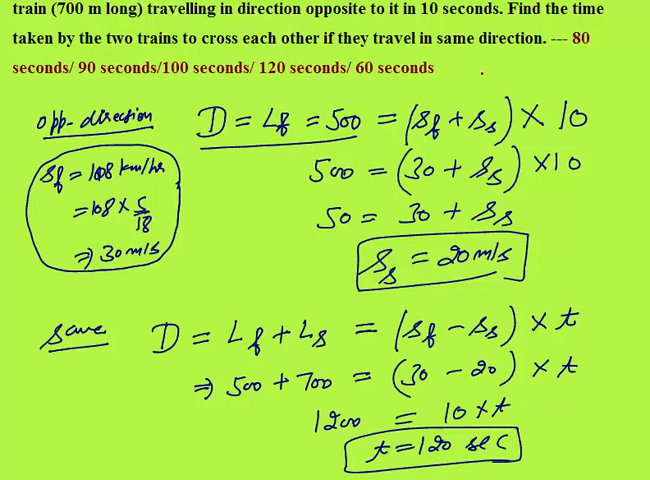 train (700 m long) travelling in direction opposite to it in 10 seconds. Find the time
taken by the two trains to cross each other if they travel in same direction. --- 80
seconds/ 90 seconds/100 seconds/ 120 seconds/ 60 seconds
opp-direction D = Lf = 500 = (Sf + Ss) × 10
Sf = 108 km/hr 500 = (30 + Ss) × 10
= 108 × 5/18 50 = 30 + Ss
⇒ 30 m/s Ss = 20 m/s
same D = Lf + Ls = (Sf - Ss) × t
⇒ 500 + 700 = (30 - 20) × t
1200 = 10 × t
t = 120 sec